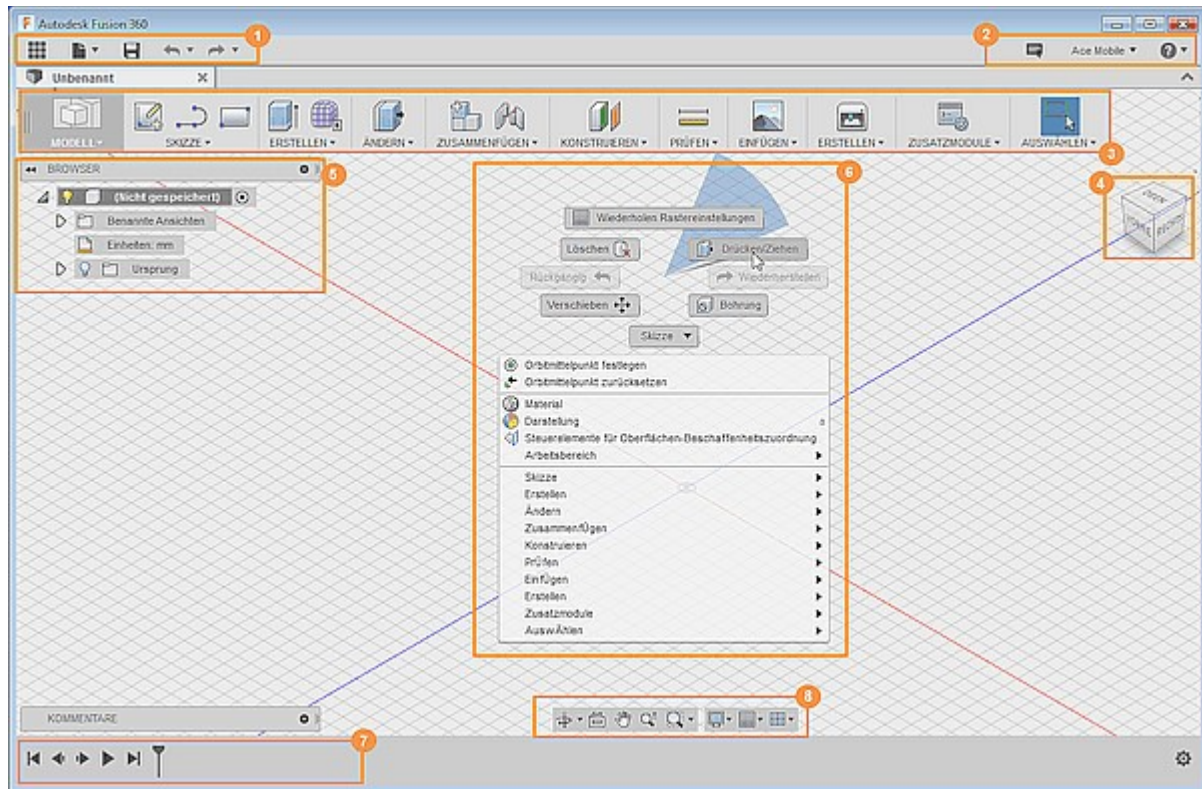 F Autodesk Fusion 360
1
2
Ace Mobile
Unbenannt
MODELL
SKIZZE
ERSTELLEN
ÄNDERN
ZUSAMMENFÜGEN
KONSTRUIEREN
PRÜFEN
EINFÜGEN
ERSTELLEN
ZUSATZMODULE
AUSWÄHLEN
3
BROWSER
5
6
4
(Nicht gespeichert)
Benannte Ansichten
Einheiten: mm
Ursprung
OBEN
VORNE
RECHTS
Wiederholen Rastereinstellungen
Löschen
Drücken/Ziehen
Rückgängig
Wiederherstellen
Verschieben
Bohrung
Skizze
Orbitmittelpunkt festlegen
Orbitmittelpunkt zurücksetzen
Material
Darstellung a
Steuerelemente für Oberflächen-Beschaffenheitszuordnung
Arbeitsbereich
Skizze
Erstellen
Ändern
Zusammenfügen
Konstruieren
Prüfen
Einfügen
Erstellen
Zusatzmodule
Auswählen
8
KOMMENTARE
7